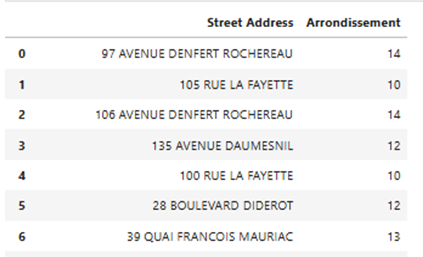 Street Address Arrondissement
0 97 AVENUE DENFERT ROCHEREAU 14
1 105 RUE LA FAYETTE 10
2 106 AVENUE DENFERT ROCHEREAU 14
3 135 AVENUE DAUMESNIL 12
4 100 RUE LA FAYETTE 10
5 28 BOULEVARD DIDEROT 12
6 39 QUAI FRANCOIS MAURIAC 13